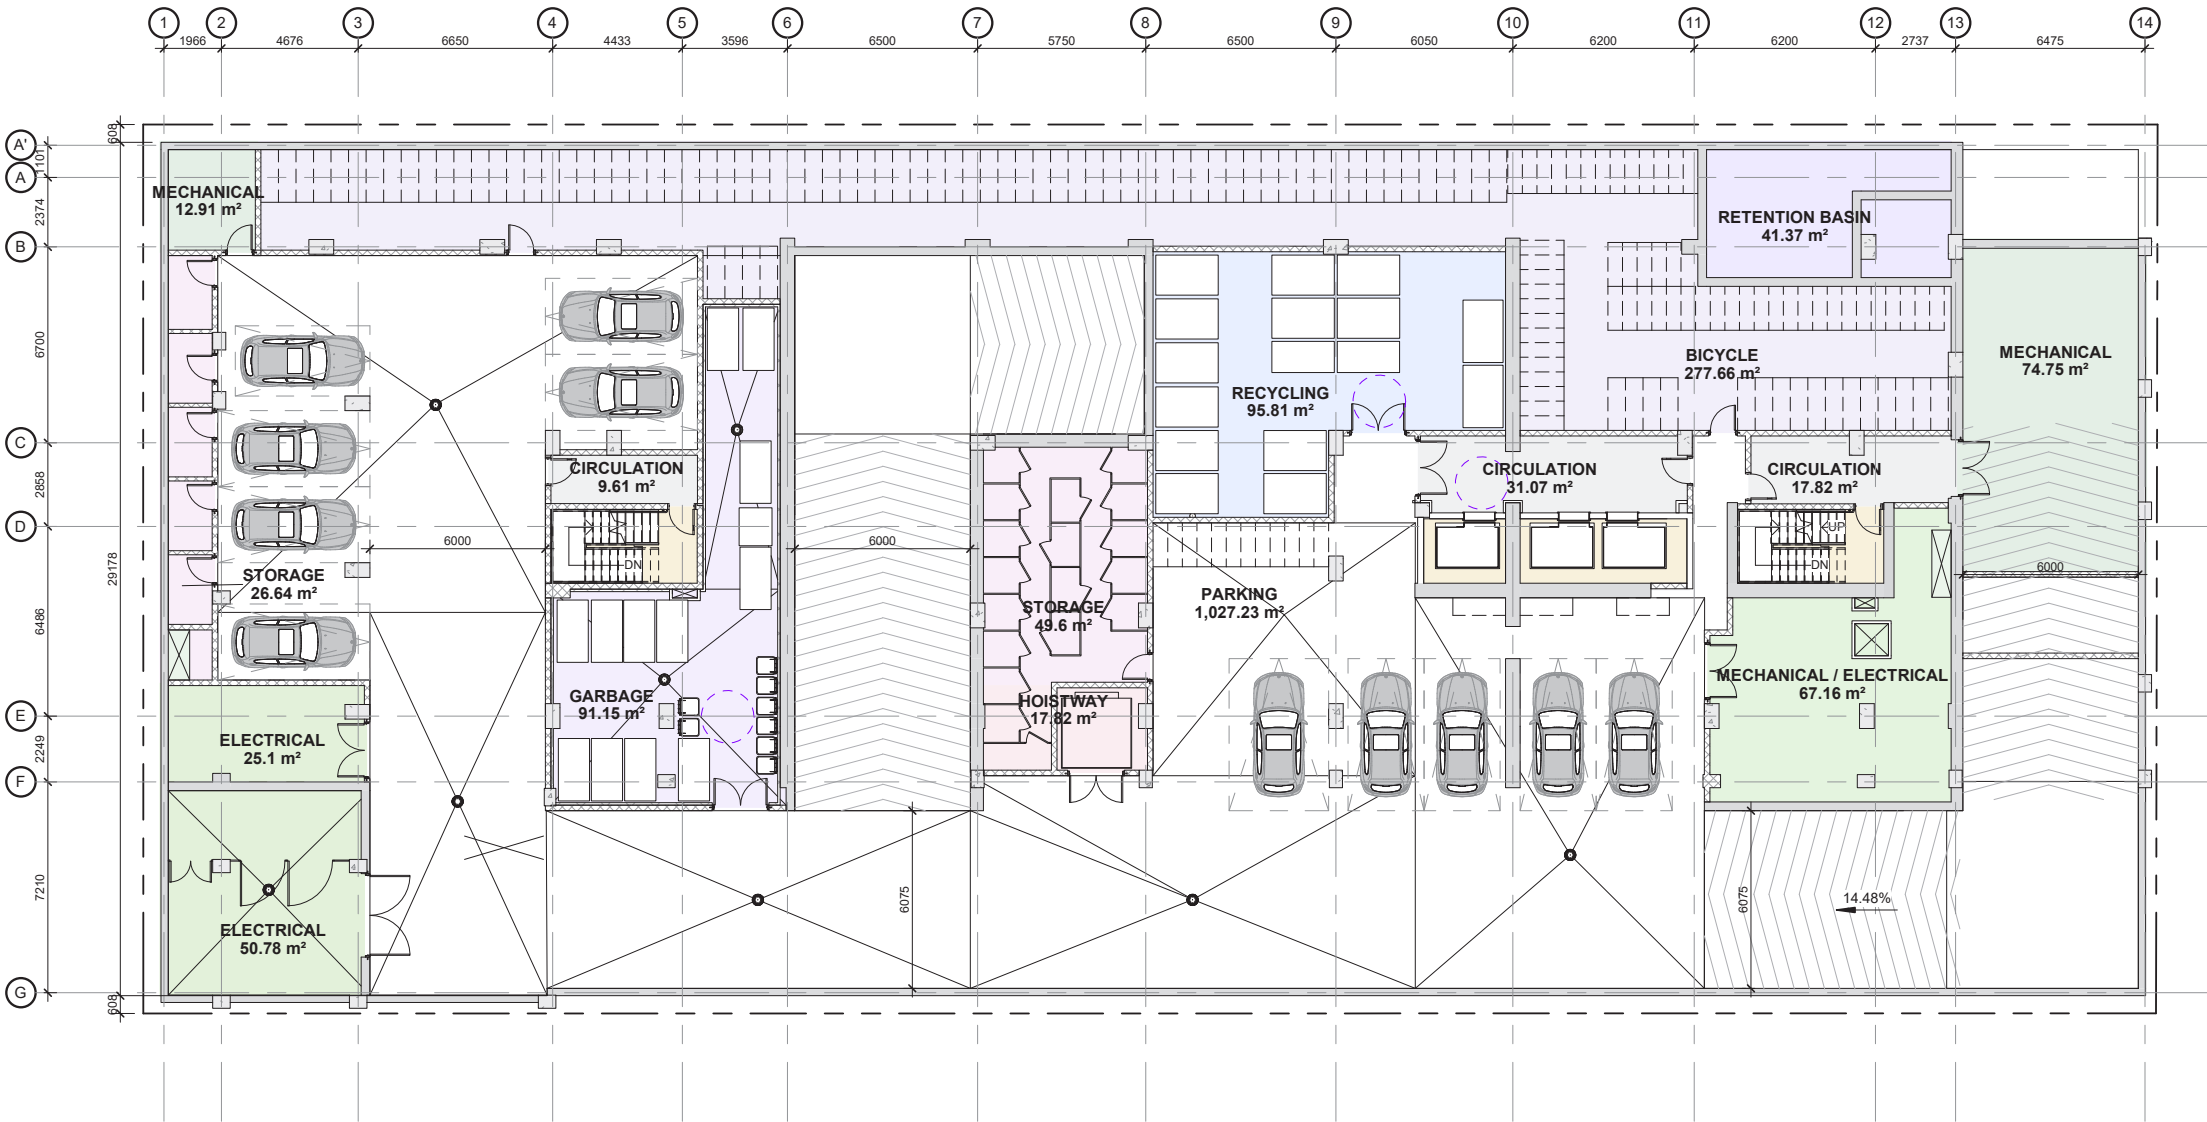 1 2 3 4 5 6 7 8 9 10 11 12 13 14
1966 4676 6650 4433 3596 6500 5750 6500 6050 6200 6200 2737 6475
608
A'
1101
A
2374
B
6700
C
2858
D
29178
6486
E
2249
F
7210
G
608
MECHANICAL
12.91 m²
RETENTION BASIN
41.37 m²
BICYCLE
277.66 m²
MECHANICAL
74.75 m²
RECYCLING
95.81 m²
CIRCULATION
9.61 m²
CIRCULATION
31.07 m²
CIRCULATION
17.82 m²
UP
DN
DN
6000
6000
6000
STORAGE
26.64 m²
STORAGE
49.6 m²
PARKING
1,027.23 m²
MECHANICAL / ELECTRICAL
67.16 m²
GARBAGE
91.15 m²
HOISTWAY
17.82 m²
ELECTRICAL
25.1 m²
ELECTRICAL
50.78 m²
6075
6075
14.48%